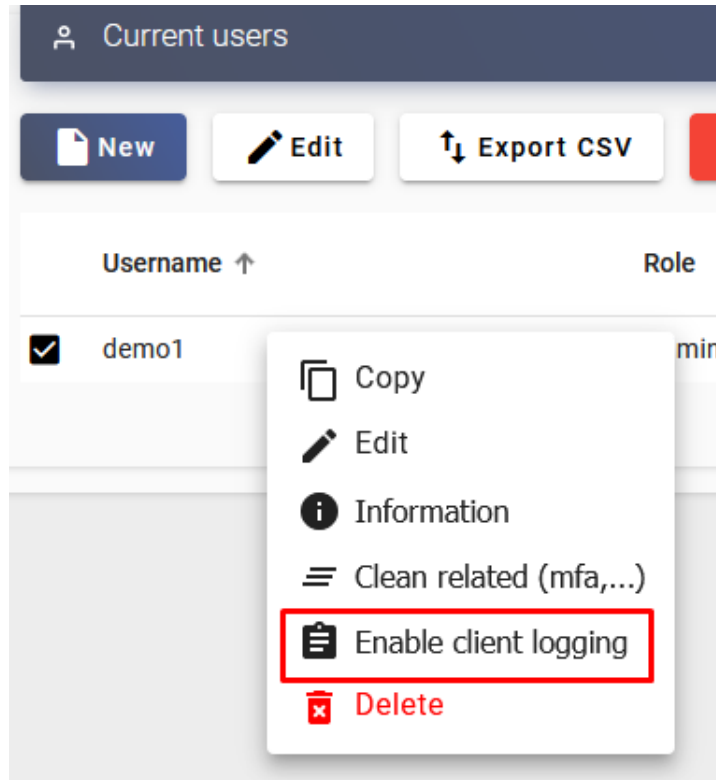 Current users
New Edit Export CSV
Username Role
demo1
Copy
Edit
Information
Clean related (mfa,...)
Enable client logging
Delete